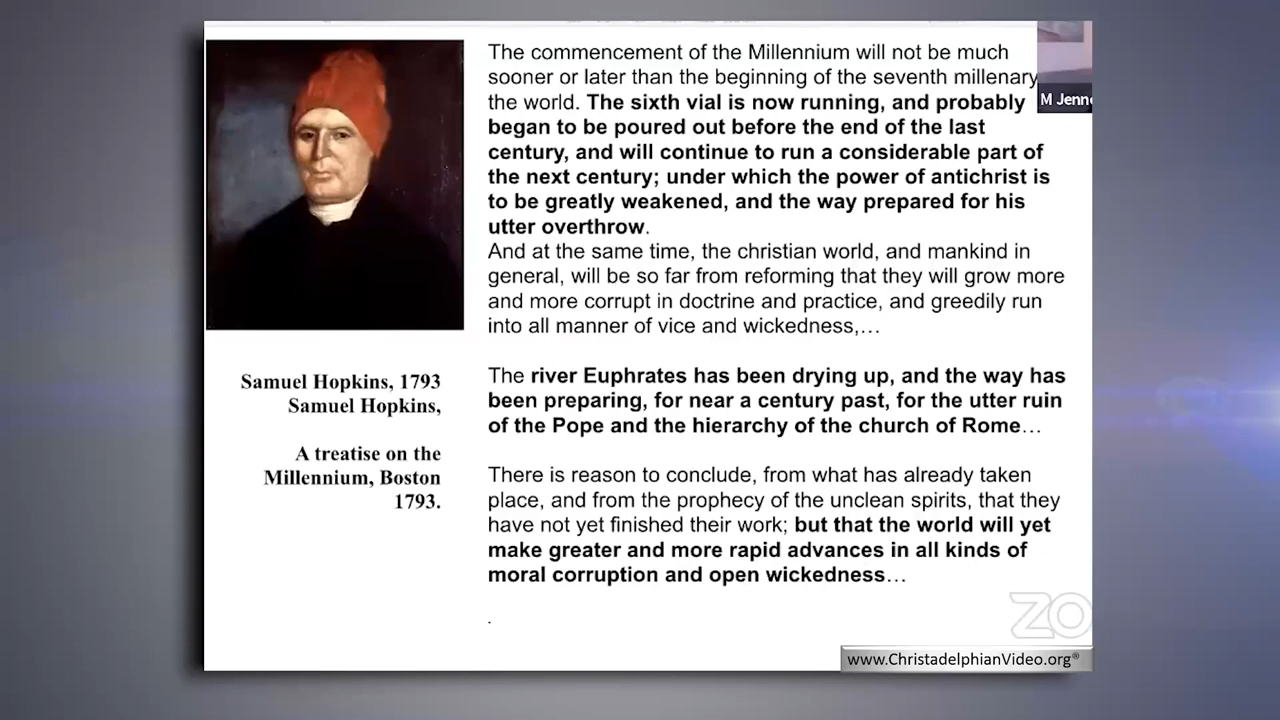 The commencement of the Millennium will not be much
sooner or later than the beginning of the seventh millenary
the world. The sixth vial is now running, and probably
began to be poured out before the end of the last
century, and will continue to run a considerable part of
the next century; under which the power of antichrist is
to be greatly weakened, and the way prepared for his
utter overthrow.
And at the same time, the christian world, and mankind in
general, will be so far from reforming that they will grow more
and more corrupt in doctrine and practice, and greedily run
into all manner of vice and wickedness,…
The river Euphrates has been drying up, and the way has
been preparing, for near a century past, for the utter ruin
of the Pope and the hierarchy of the church of Rome…
There is reason to conclude, from what has already taken
place, and from the prophecy of the unclean spirits, that they
have not yet finished their work; but that the world will yet
make greater and more rapid advances in all kinds of
moral corruption and open wickedness…
.
Samuel Hopkins, 1793
Samuel Hopkins,
A treatise on the
Millennium, Boston
1793.
M Jenn
ZO
www.ChristadelphianVideo.org®